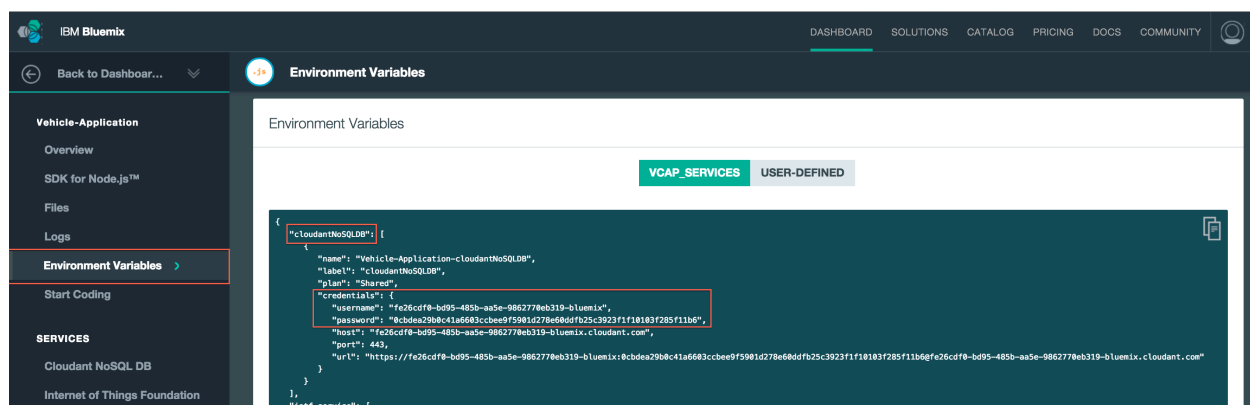 IBM Bluemix
DASHBOARD SOLUTIONS CATALOG PRICING DOCS COMMUNITY
Back to Dashboar...
.js Environment Variables
Vehicle-Application
Overview
SDK for Node.js™
Files
Logs
Environment Variables >
Start Coding
SERVICES
Cloudant NoSQL DB
Internet of Things Foundation
Environment Variables
VCAP_SERVICES USER-DEFINED
{
"cloudantNoSQLDB": [
{
"name": "Vehicle-Application-cloudantNoSQLDB",
"label": "cloudantNoSQLDB",
"plan": "Shared",
"credentials": {
"username": "fe26cdf0-bd95-485b-aa5e-9862770eb319-bluemix",
"password": "0cbdea29b0c41a6603ccbee9f5901d278e60ddfb25c3923f1f10103f285f11b6",
"host": "fe26cdf0-bd95-485b-aa5e-9862770eb319-bluemix.cloudant.com",
"port": 443,
"url": "https://fe26cdf0-bd95-485b-aa5e-9862770eb319-bluemix:0cbdea29b0c41a6603ccbee9f5901d278e60ddfb25c3923f1f10103f285f11b6@fe26cdf0-bd95-485b-aa5e-9862770eb319-bluemix.cloudant.com"
}
}
],